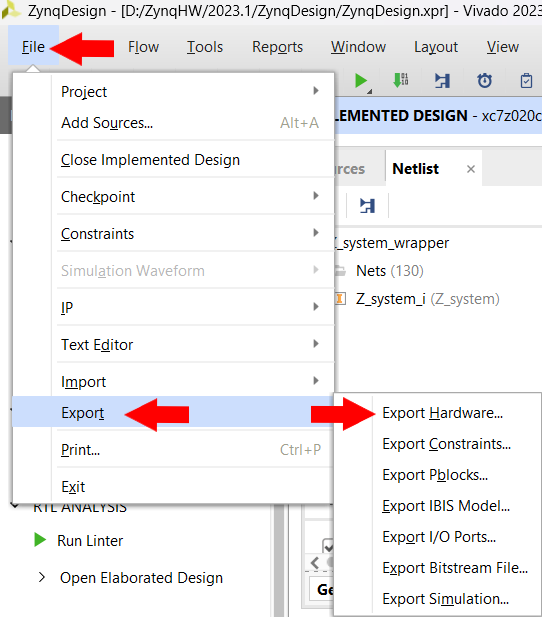 ZynqDesign - [D:/ZynqHW/2023.1/ZynqDesign/ZynqDesign.xpr] - Vivado 2023
File Flow Tools Reports Window Layout View
Project
Add Sources... Alt+A
Close Implemented Design
Checkpoint
Constraints
Simulation Waveform
IP
Text Editor
Import
Export
Print... Ctrl+P
Exit
LEMENTED DESIGN - xc7z020c
rces Netlist
Z_system_wrapper
Nets (130)
Z_system_i (Z_system)
Export Hardware...
Export Constraints...
Export Pblocks...
Export IBIS Model...
Export I/O Ports...
Export Bitstream File...
Export Simulation...
RTL ANALYSIS
Run Linter
Open Elaborated Design
Ge